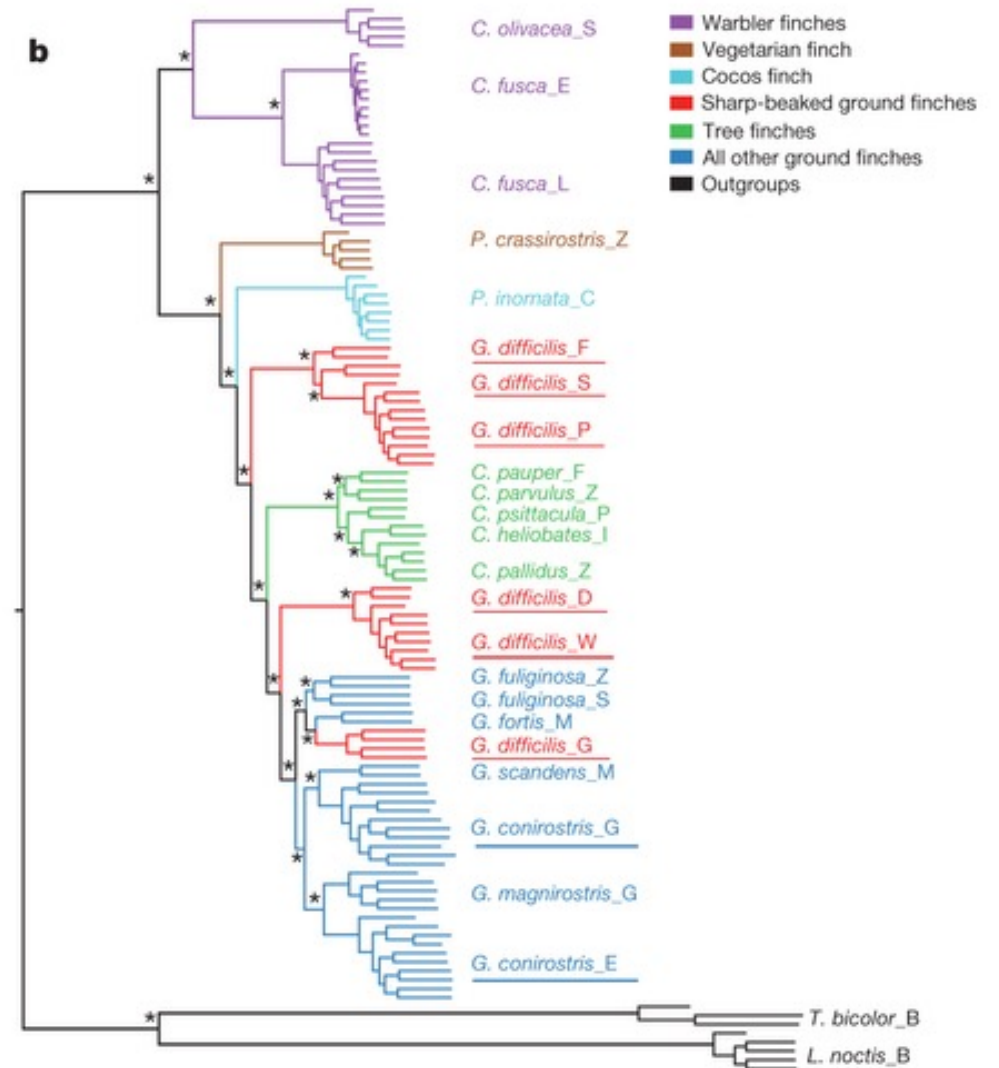 b
C. olivacea_S
C. fusca_E
C. fusca_L
P. crassirostris_Z
P. inornata_C
G. difficilis_F
G. difficilis_S
G. difficilis_P
C. pauper_F
C. parvulus_Z
C. psittacula_P
C. heliobates_I
C. pallidus_Z
G. difficilis_D
G. difficilis_W
G. fuliginosa_Z
G. fuliginosa_S
G. fortis_M
G. difficilis_G
G. scandens_M
G. conirostris_G
G. magnirostris_G
G. conirostris_E
T. bicolor_B
L. noctis_B
Warbler finches
Vegetarian finch
Cocos finch
Sharp-beaked ground finches
Tree finches
All other ground finches
Outgroups